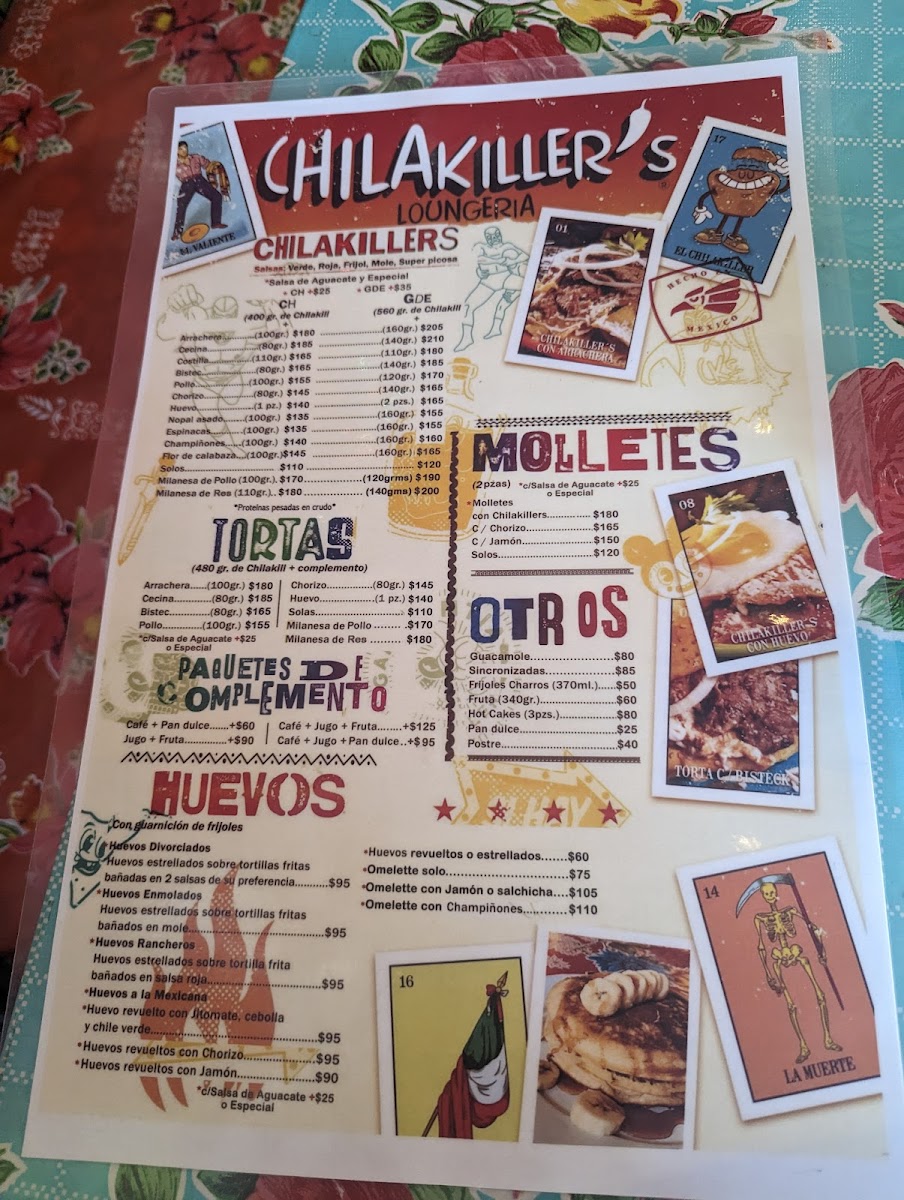 CHILAKILLER'S
LOUNGERIA
EL VALIENTE
17
EL CHILAKILLER
HECHO EN
MEXICO
01
CHILAKILLER´S
CON ARRACHERA
CHILAKILLERS
Salsas: Verde, Roja, Frijol, Mole, Super picosa
*Salsa de Aguacate y Especial
* CH +$25 * GDE +$35
CH GDE
(400 gr. de Chilakill (560 gr. de Chilakill
+ +
Arrachera......(100gr.) $180 ......(160gr.) $205
Cecina......(80gr.) $185 ......(140gr.) $210
Costilla......(110gr.) $165 ......(110gr.) $180
Bistec......(80gr.) $165 ......(140gr.) $185
Pollo......(100gr.) $155 ......(120gr.) $170
Chorizo......(80gr.) $145 ......(140gr.) $165
Huevo......(1 pz.) $140 ......(2 pzs.) $165
Nopal asado......(100gr.) $135 ......(160gr.) $155
Espinacas......(100gr.) $135 ......(160gr.) $155
Champiñones......(100gr.) $140 ......(160gr.) $160
Flor de calabaza...(100gr.)$145 ......(160gr.) $165
Solos......$110 ......$120
Milanesa de Pollo (100gr.). $170......(120grms) $190
Milanesa de Res (110gr.).. $180......(140gms) $200
*Proteínas pesadas en crudo*
TORTAS
(480 gr. de Chilakill + complemento)
Arrachera......(100gr.) $180
Cecina......(80gr.) $185
Bistec......(80gr.) $165
Pollo......(100gr.) $155
*c/Salsa de Aguacate +$25
o Especial
Chorizo......(80gr.) $145
Huevo......(1 pz.) $140
Solas......$110
Milanesa de Pollo ......$170
Milanesa de Res ...... $180
PAQUETES DE
COMPLEMENTO
Café + Pan dulce......+$60
Jugo + Fruta......+$90
Café + Jugo + Fruta......+$125
Café + Jugo +Pan dulce..+$95
MOLLETES
(2pzas) *c/Salsa de Aguacate +$25
o Especial
*Molletes
con Chilakillers...... $180
C / Chorizo...... $165
C / Jamón...... $150
Solos......$120
OTROS
Guacamole......$80
Sincronizadas......$85
Frijoles Charros (370ml.)......$50
Fruta (340gr.)......$60
Hot Cakes (3pzs.)......$80
Pan dulce......$25
Postre......$40
08
CHILAKILLER´S
CON HUEVO
TORTA C/BISTECK
HUEVOS
Con guarnición de frijoles
*Huevos Divorciados
Huevos estrellados sobre tortillas fritas
bañadas en 2 salsas de su preferencia......$95
*Huevos Enmolados
Huevos estrellados sobre tortillas fritas
bañados en mole......$95
*Huevos Rancheros
Huevos estrellados sobre tortilla frita
bañados en salsa roja......$95
*Huevos a la Mexicana
*Huevo revuelto con Jitomate, cebolla
y chile verde......$95
*Huevos revueltos con Chorizo......$95
*Huevos revueltos con Jamón......$90
*c/Salsa de Aguacate +$25
o Especial
*Huevos revueltos o estrellados......$60
*Omelette solo......$75
*Omelette con Jamón o salchicha....$105
*Omelette con Champiñones......$110
16
14
LA MUERTE